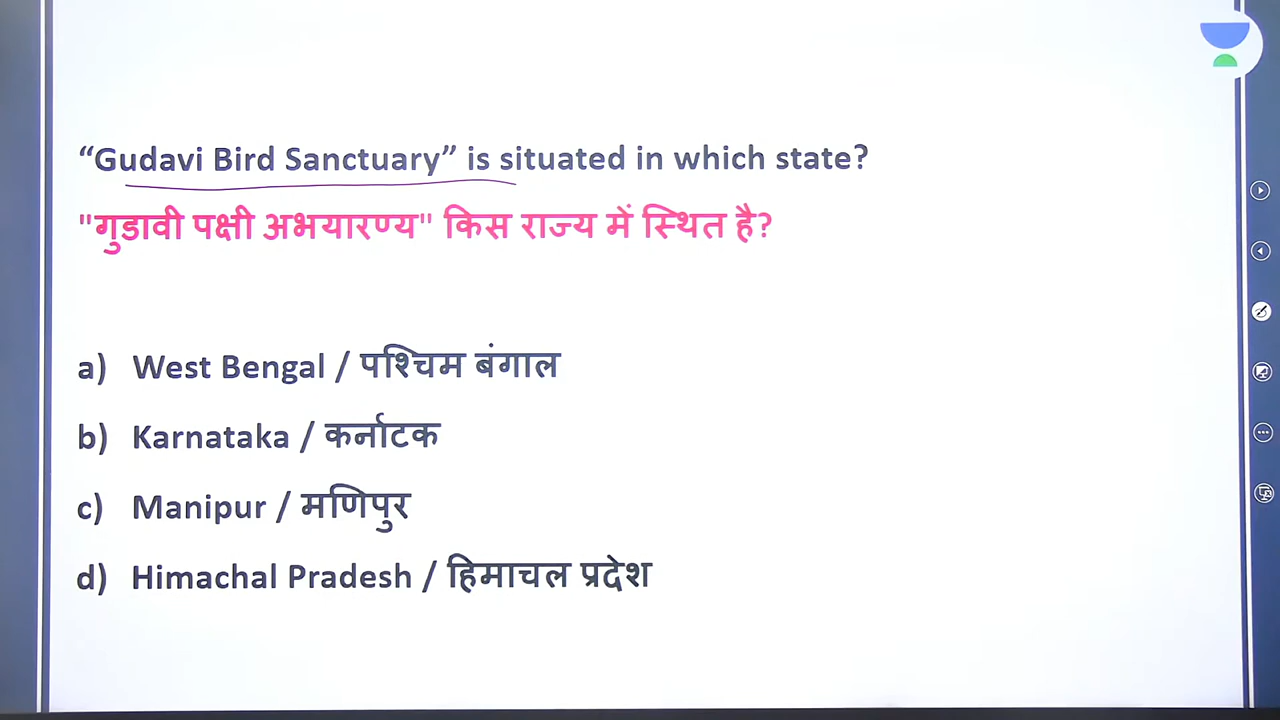 “Gudavi Bird Sanctuary” is situated in which state?
"गुडावी पक्षी अभयारण्य" किस राज्य में स्थित है?
a) West Bengal / पश्चिम बंगाल
b) Karnataka / कर्नाटक
c) Manipur / मणिपुर
d) Himachal Pradesh / हिमाचल प्रदेश